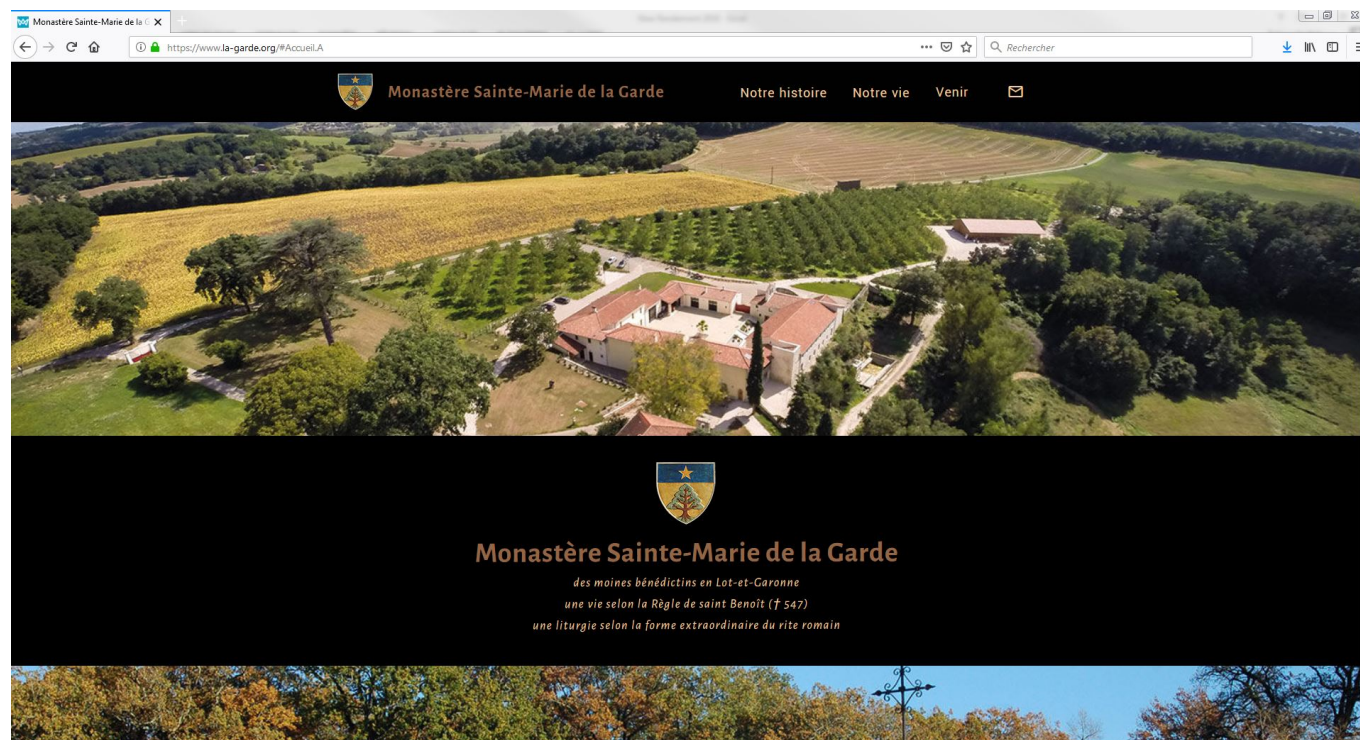 Monastère Sainte-Marie de la G
https://www.la-garde.org/#Accueil.A
Rechercher
Monastère Sainte-Marie de la Garde
Notre histoire
Notre vie
Venir
Monastère Sainte-Marie de la Garde
des moines bénédictins en Lot-et-Garonne
une vie selon la Règle de saint Benoît († 547)
une liturgie selon la forme extraordinaire du rite romain